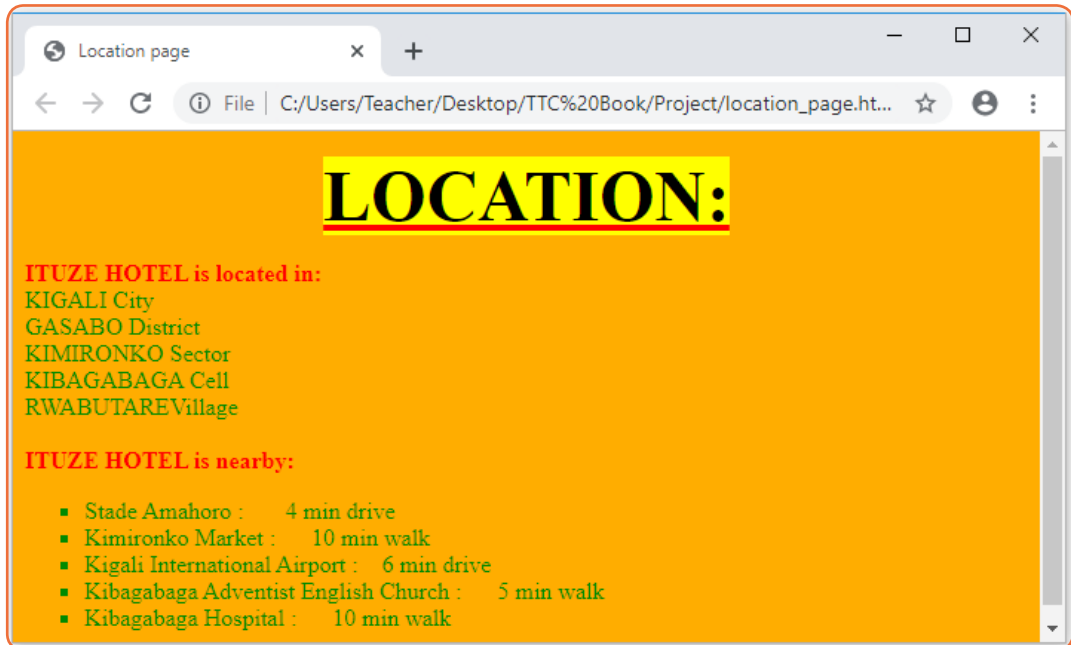 Location page
File C:/Users/Teacher/Desktop/TTC%20Book/Project/location_page.ht...
LOCATION:
ITUZE HOTEL is located in:
KIGALI City
GASABO District
KIMIRONKO Sector
KIBAGABAGA Cell
RWABUTAREVillage
ITUZE HOTEL is nearby:
Stade Amahoro : 4 min drive
Kimironko Market : 10 min walk
Kigali International Airport : 6 min drive
Kibagabaga Adventist English Church : 5 min walk
Kibagabaga Hospital : 10 min walk